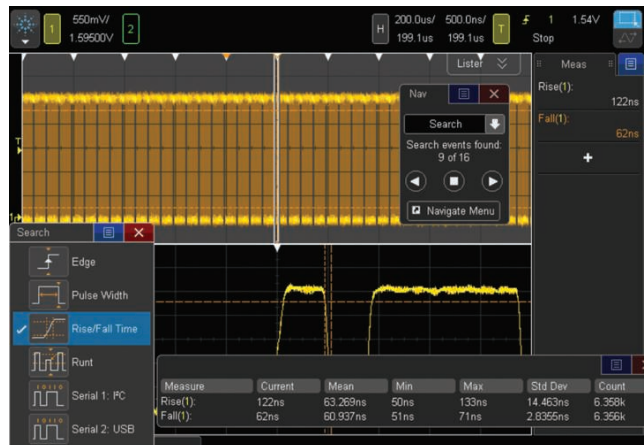 1
550mV/
1.59500V
2
H
200.0us/
199.1us
500.0ns/
199.1us
T
1
1.54V
Stop
Lister
Meas
Rise(1):
122ns
Fall(1):
62ns
Nav
Search
Search events found:
9 of 16
Navigate Menu
T
Search
Edge
Pulse Width
Rise/Fall Time
Runt
Serial 1: I²C
Serial 2: USB
Measure Current Mean Min Max Std Dev Count
Rise(1): 122ns 63.269ns 50ns 133ns 14.463ns 6.358k
Fall(1): 62ns 60.937ns 51ns 71ns 2.8355ns 6.356k